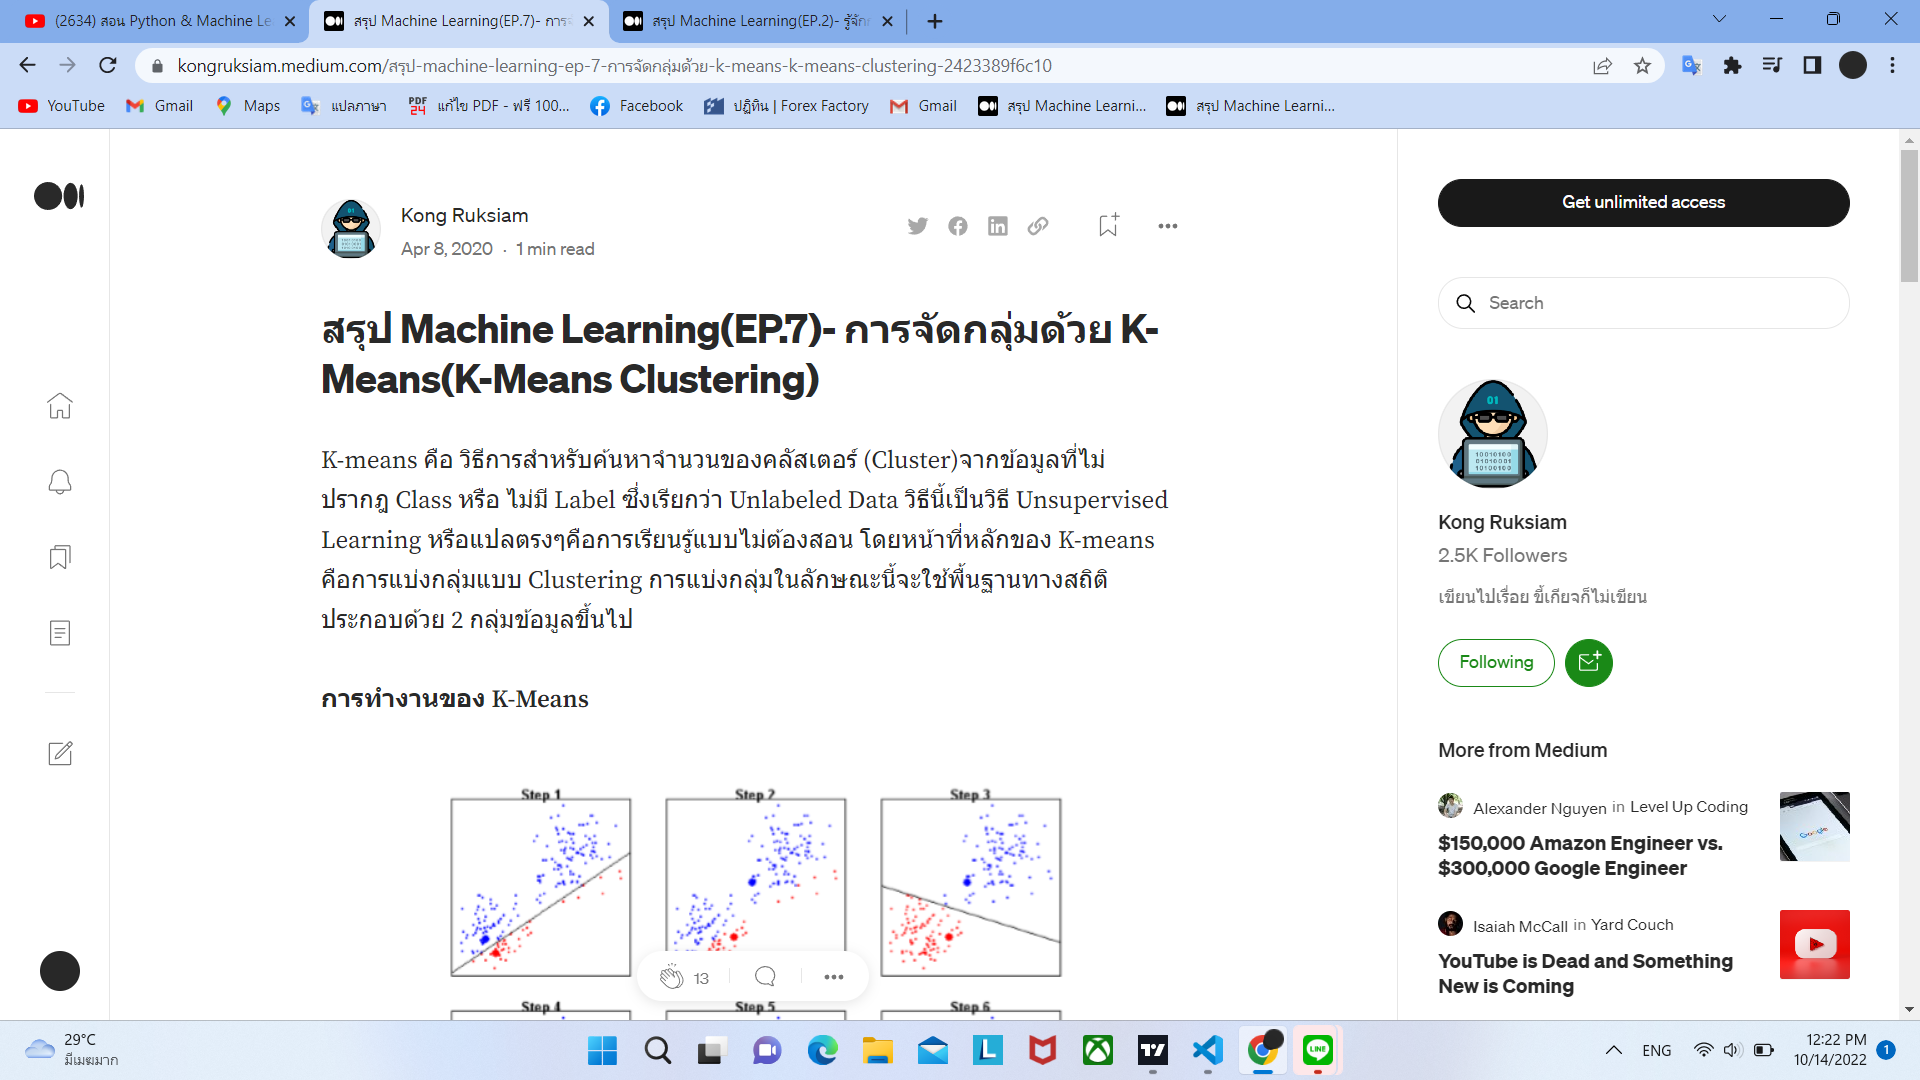 (2634) สอน Python & Machine Le
สรุป Machine Learning(EP.7)- การจ
สรุป Machine Learning(EP.2)- รู้จัก
kongruksiam.medium.com/สรุป-machine-learning-ep-7-การจัดกลุ่มด้วย-k-means-k-means-clustering-2423389f6c10
YouTube
Gmail
Maps
แปลภาษา
PDF 24
แก้ไข PDF - ฟรี 100...
Facebook
ปฏิทิน | Forex Factory
Gmail
สรุป Machine Learni...
สรุป Machine Learni...
Kong Ruksiam
Apr 8, 2020 · 1 min read
สรุป Machine Learning(EP.7)- การจัดกลุ่มด้วย K-
Means(K-Means Clustering)
K-means คือ วิธีการสำหรับค้นหาจำนวนของคลัสเตอร์ (Cluster)จากข้อมูลที่ไม่
ปรากฎ Class หรือ ไม่มี Label ซึ่งเรียกว่า Unlabeled Data วิธีนี้เป็นวิธี Unsupervised
Learning หรือแปลตรงๆคือการเรียนรู้แบบไม่ต้องสอน โดยหน้าที่หลักของ K-means
คือการแบ่งกลุ่มแบบ Clustering การแบ่งกลุ่มในลักษณะนี้จะใช้พื้นฐานทางสถิติ
ประกอบด้วย 2 กลุ่มข้อมูลขึ้นไป
การทำงานของ K-Means
Step 1
Step 2
Step 3
13
Step 4
Step 5
Step 6
Get unlimited access
Search
01
10010100
01010001
10100100
Kong Ruksiam
2.5K Followers
เขียนไปเรื่อย ขี้เกียจก็ไม่เขียน
Following
More from Medium
Alexander Nguyen in Level Up Coding
$150,000 Amazon Engineer vs.
$300,000 Google Engineer
Google
Isaiah McCall in Yard Couch
YouTube is Dead and Something
New is Coming
29°C
มีเมฆมาก
L
LINE
ENG
12:22 PM
10/14/2022
1